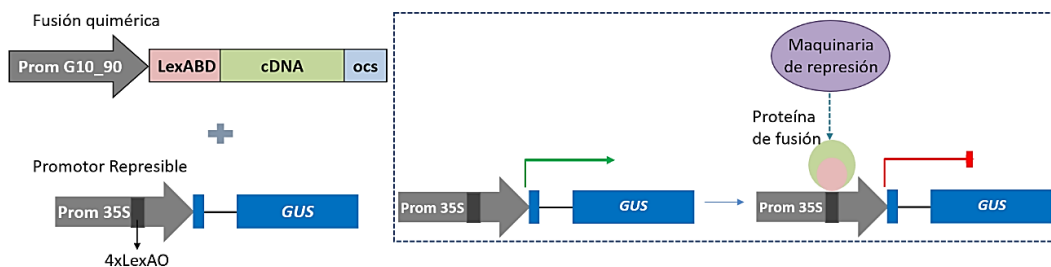 Fusión quimérica
Prom G10_90
LexABD
cDNA
ocs
Promotor Represible
Prom 35S
GUS
4xLexAO
Prom 35S
GUS
Maquinaria
de represión
Proteína
de fusión
Prom 35S
GUS